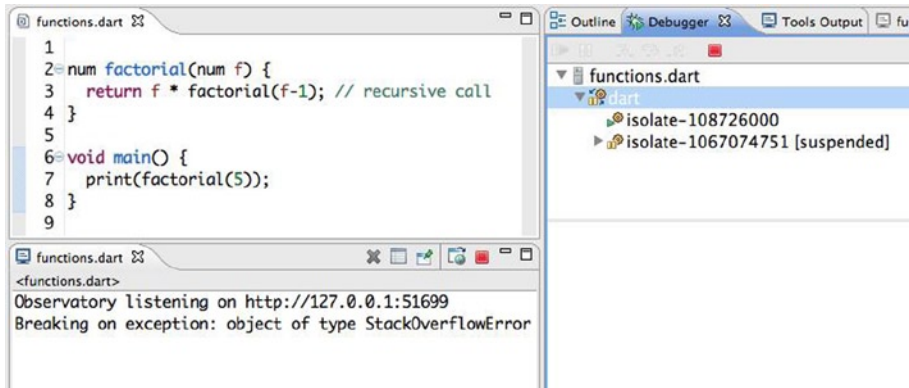 functions.dart
1
2 num factorial(num f) {
3 return f * factorial(f-1); // recursive call
4 }
5
6 void main() {
7 print(factorial(5));
8 }
9
functions.dart
<functions.dart>
Observatory listening on http://127.0.0.1:51699
Breaking on exception: object of type StackOverflowError
Outline Debugger Tools Output fu
functions.dart
dart
isolate-108726000
isolate-1067074751 [suspended]